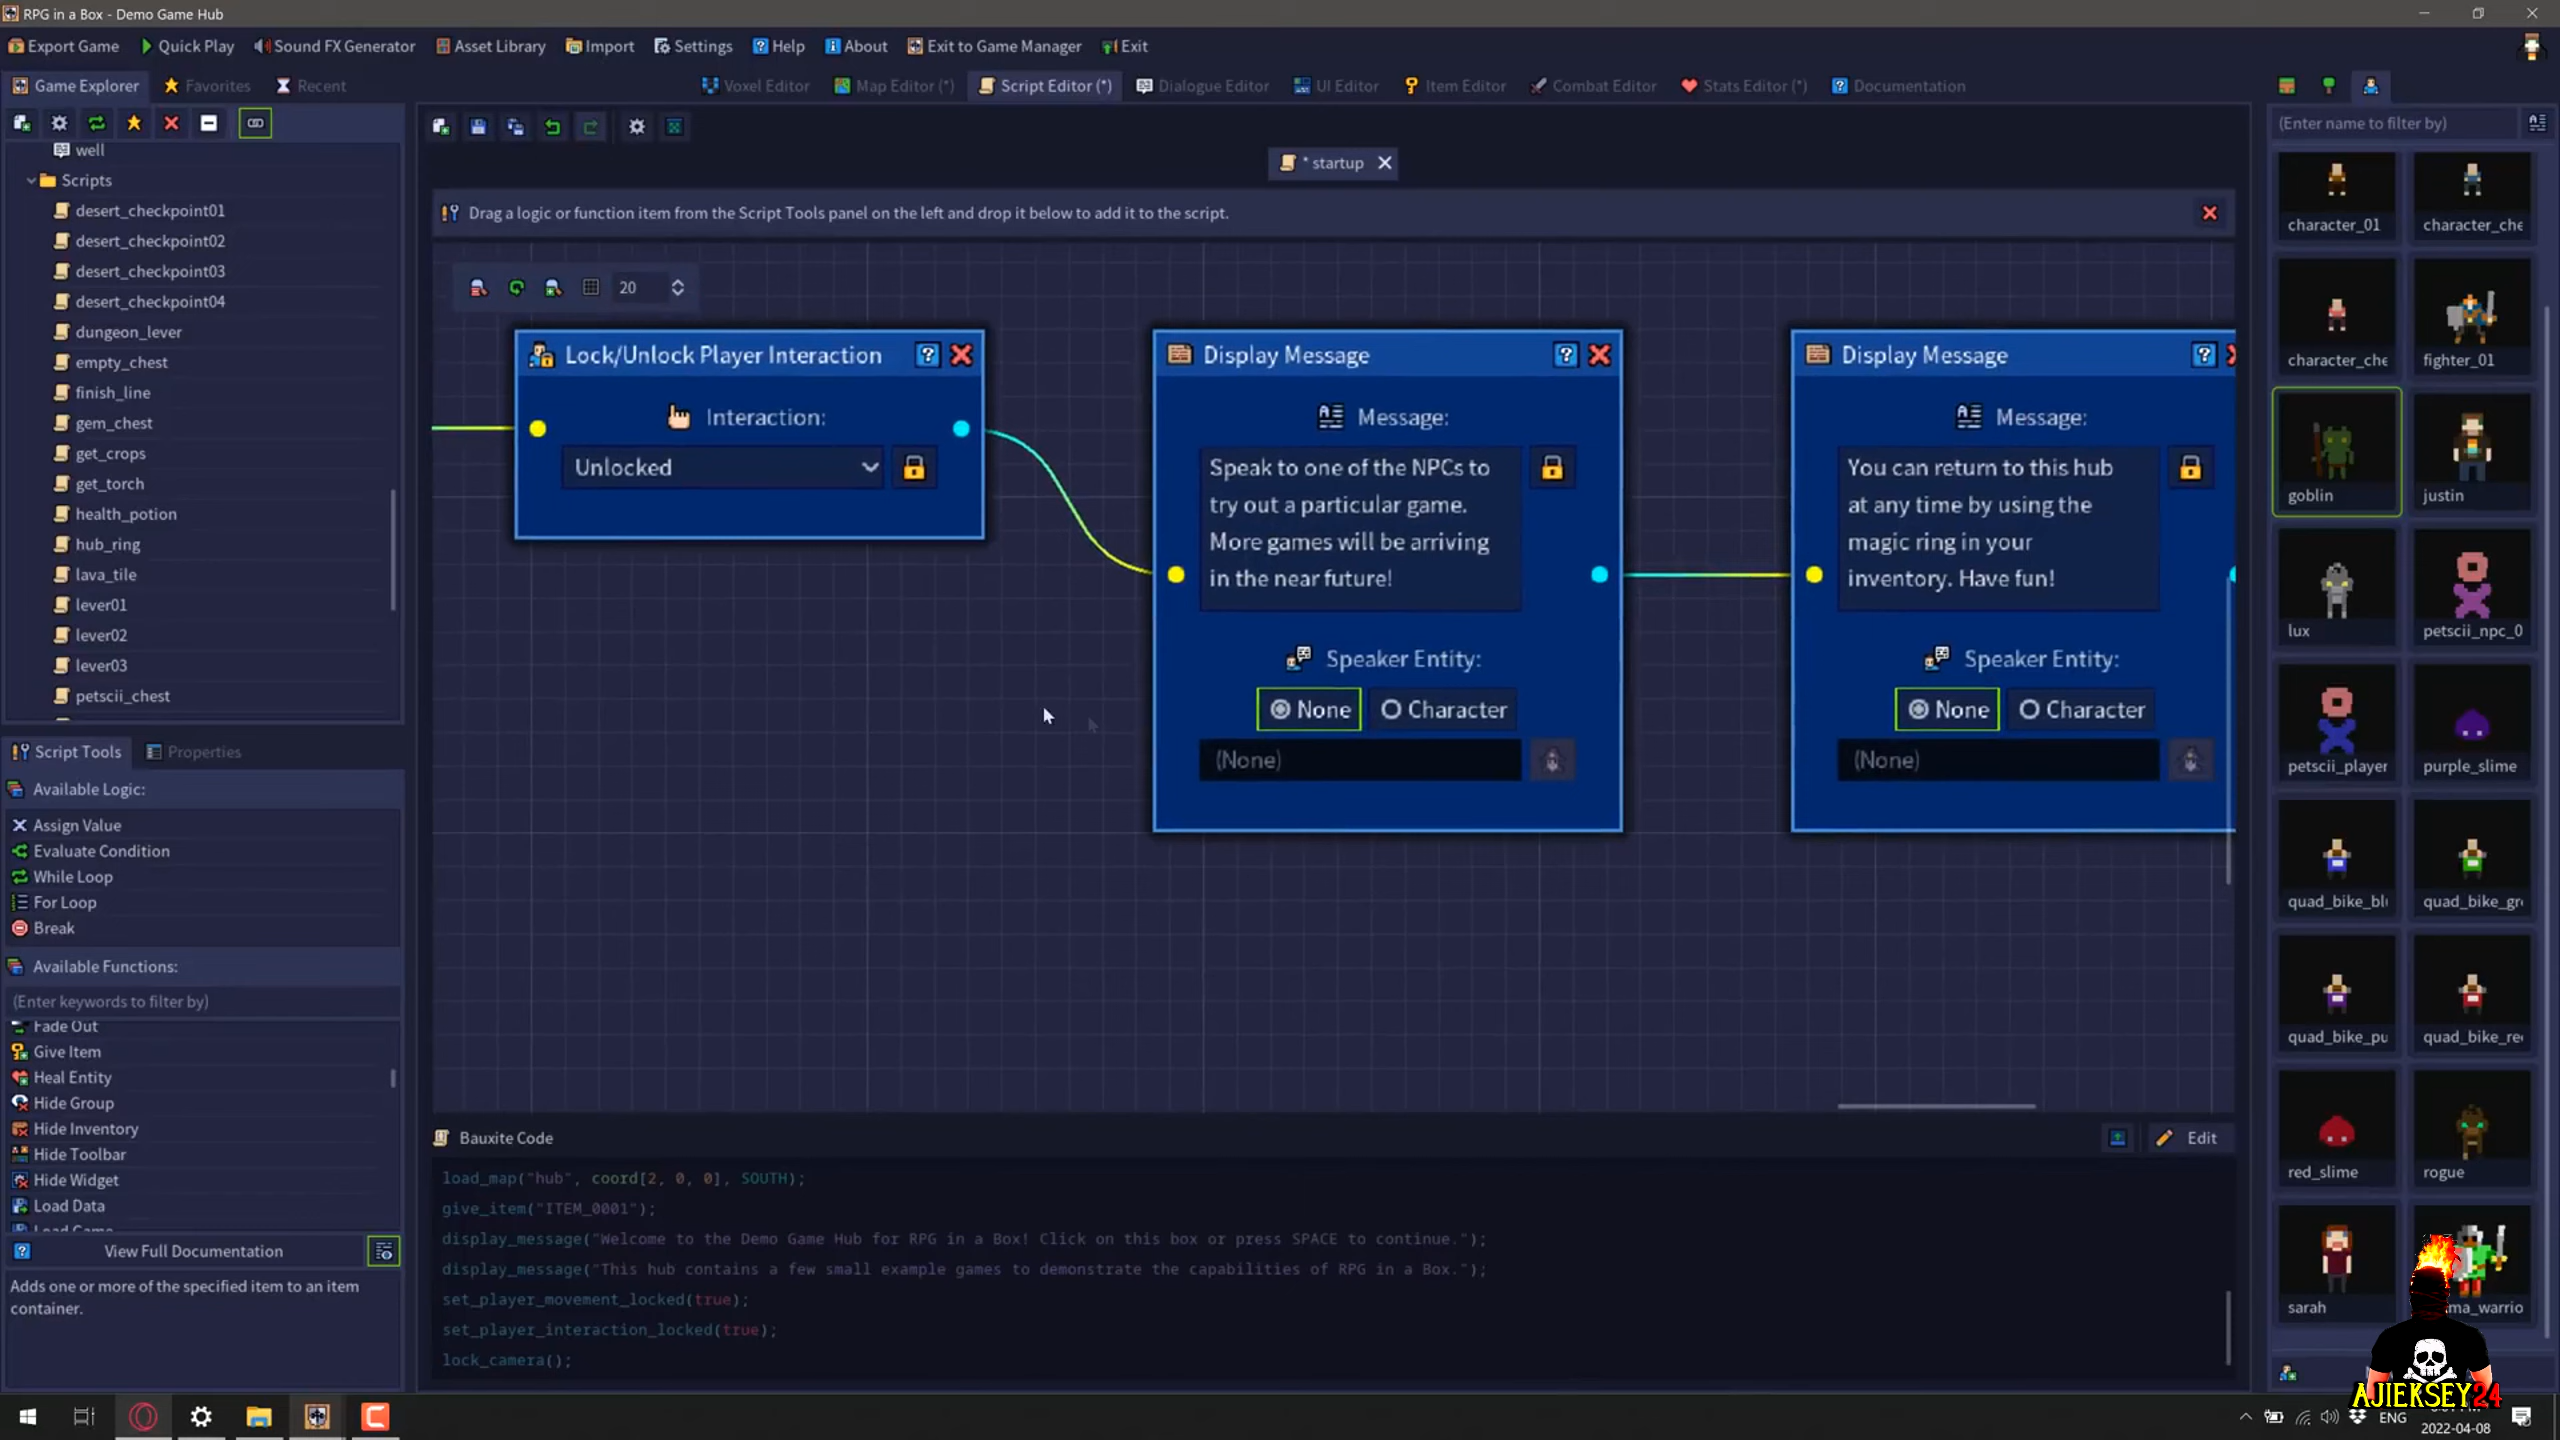 RPG in a Box - Demo Game Hub
Export Game Quick Play Sound FX Generator Asset Library Import Settings Help About Exit to Game Manager Exit
Game Explorer Favorites Recent
Voxel Editor Map Editor (*) Script Editor (*) Dialogue Editor UI Editor Item Editor Combat Editor Stats Editor (*) Documentation
well
Scripts
desert_checkpoint01
desert_checkpoint02
desert_checkpoint03
desert_checkpoint04
dungeon_lever
empty_chest
finish_line
gem_chest
get_crops
get_torch
health_potion
hub_ring
lava_tile
lever01
lever02
lever03
petscii_chest
Script Tools Properties
Available Logic:
Assign Value
Evaluate Condition
While Loop
For Loop
Break
Available Functions:
(Enter keywords to filter by)
Fade Out
Give Item
Heal Entity
Hide Group
Hide Inventory
Hide Toolbar
Hide Widget
Load Data
Load Game
View Full Documentation
Adds one or more of the specified item to an item
container.
* startup
Drag a logic or function item from the Script Tools panel on the left and drop it below to add it to the script.
20
Lock/Unlock Player Interaction
Interaction:
Unlocked
Display Message
Message:
Speak to one of the NPCs to
try out a particular game.
More games will be arriving
in the near future!
Speaker Entity:
None Character
(None)
Display Message
Message:
You can return to this hub
at any time by using the
magic ring in your
inventory. Have fun!
Speaker Entity:
None Character
(None)
Bauxite Code
Edit
load_map("hub", coord[2, 0, 0], SOUTH);
give_item("ITEM_0001");
display_message("Welcome to the Demo Game Hub for RPG in a Box! Click on this box or press SPACE to continue.");
display_message("This hub contains a few small example games to demonstrate the capabilities of RPG in a Box.");
set_player_movement_locked(true);
set_player_interaction_locked(true);
lock_camera();
(Enter name to filter by)
character_01 character_che
character_che fighter_01
goblin justin
lux petscii_npc_0
petscii_player purple_slime
quad_bike_bl quad_bike_gr
quad_bike_pu quad_bike_re
red_slime rogue
sarah ma_warrio
AJIEKSEY24
ENG
2022-04-08